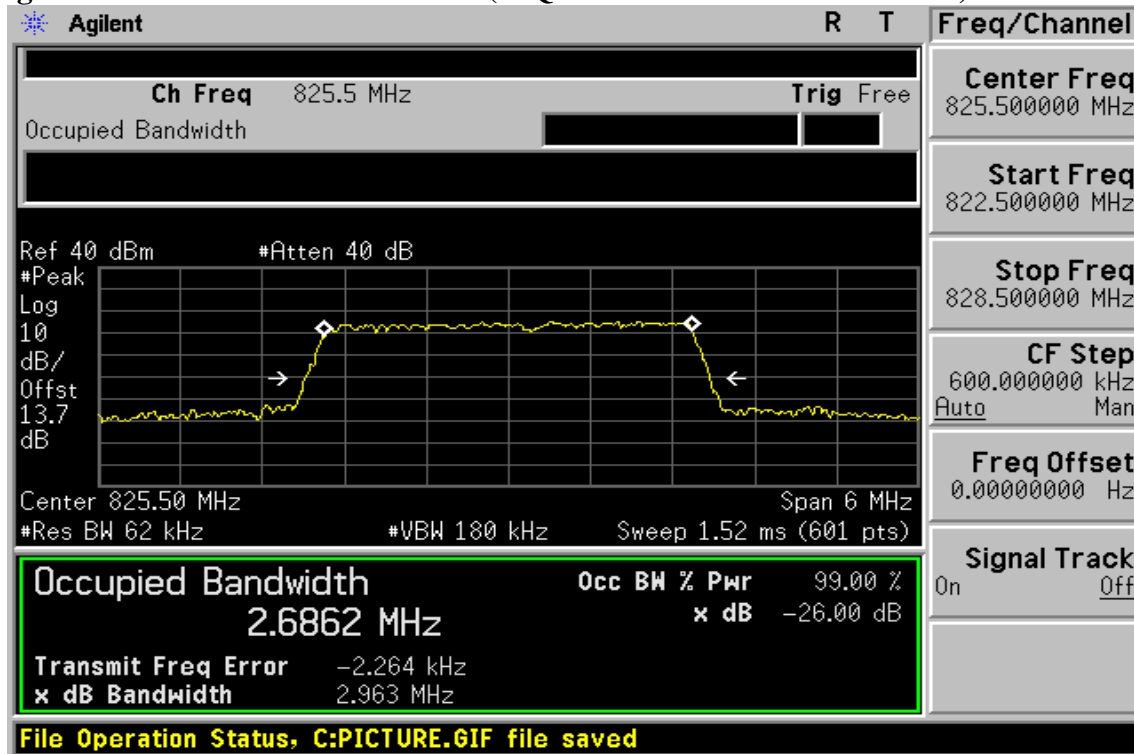 Agilent R T
Ch Freq 825.5 MHz Trig Free
Occupied Bandwidth
Ref 40 dBm #Atten 40 dB
#Peak
Log
10
dB/
Offst
13.7
dB
Center 825.50 MHz Span 6 MHz
#Res BW 62 kHz #VBW 180 kHz Sweep 1.52 ms (601 pts)
Occupied Bandwidth Occ BW % Pwr 99.00 %
2.6862 MHz x dB -26.00 dB
Transmit Freq Error -2.264 kHz
x dB Bandwidth 2.963 MHz
File Operation Status, C:PICTURE.GIF file saved
Freq/Channel
Center Freq
825.500000 MHz
Start Freq
822.500000 MHz
Stop Freq
828.500000 MHz
CF Step
600.000000 kHz
Auto Man
Freq Offset
0.00000000 Hz
Signal Track
On Off